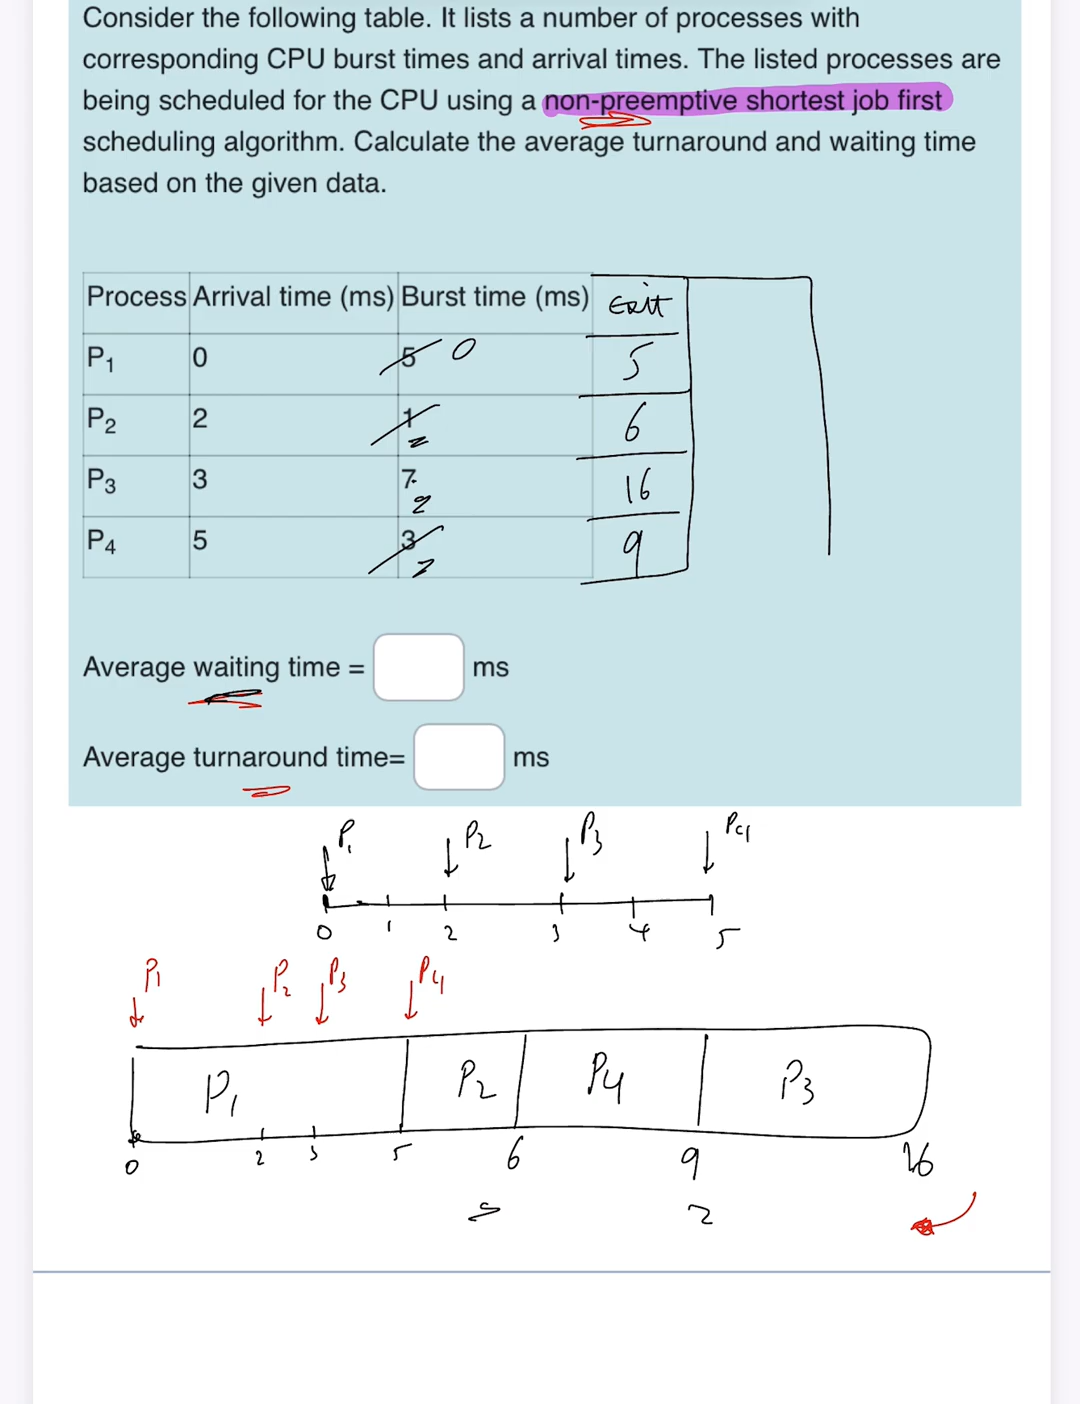 Consider the following table. It lists a number of processes with
corresponding CPU burst times and arrival times. The listed processes are
being scheduled for the CPU using a non-preemptive shortest job first
scheduling algorithm. Calculate the average turnaround and waiting time
based on the given data.
Process Arrival time (ms) Burst time (ms) Exit
P1 0 5 0 5
P2 2 1 6
P3 3 7 16
P4 5 3 9
Average waiting time = ms
Average turnaround time= ms
P1 P2 P3 P4
0 1 2 3 4 5
P1 P2 P3 P4
P1 P2 P4 P3
0 2 3 5 6 9 16